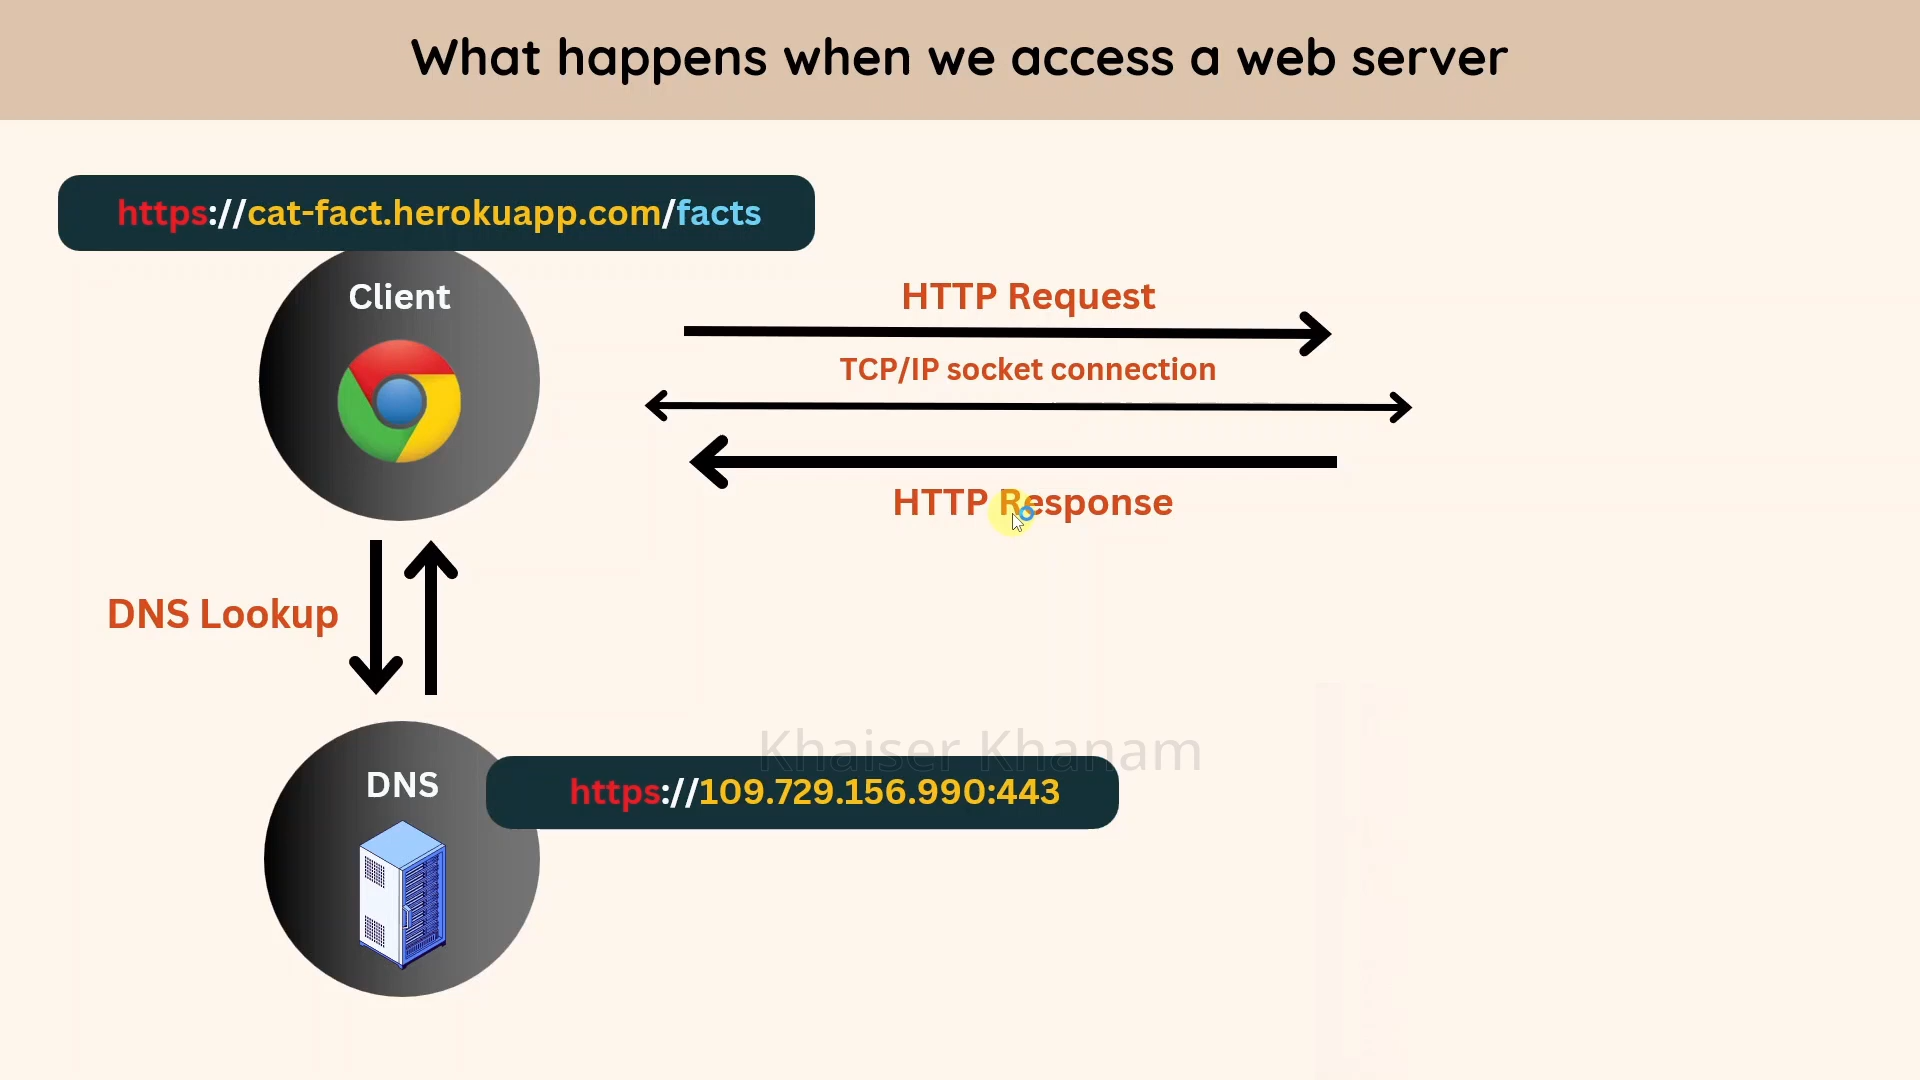 What happens when we access a web server
https://cat-fact.herokuapp.com/facts
Client
HTTP Request
TCP/IP socket connection
HTTP Response
DNS Lookup
Khaiser Khanam
DNS
https://109.729.156.990:443